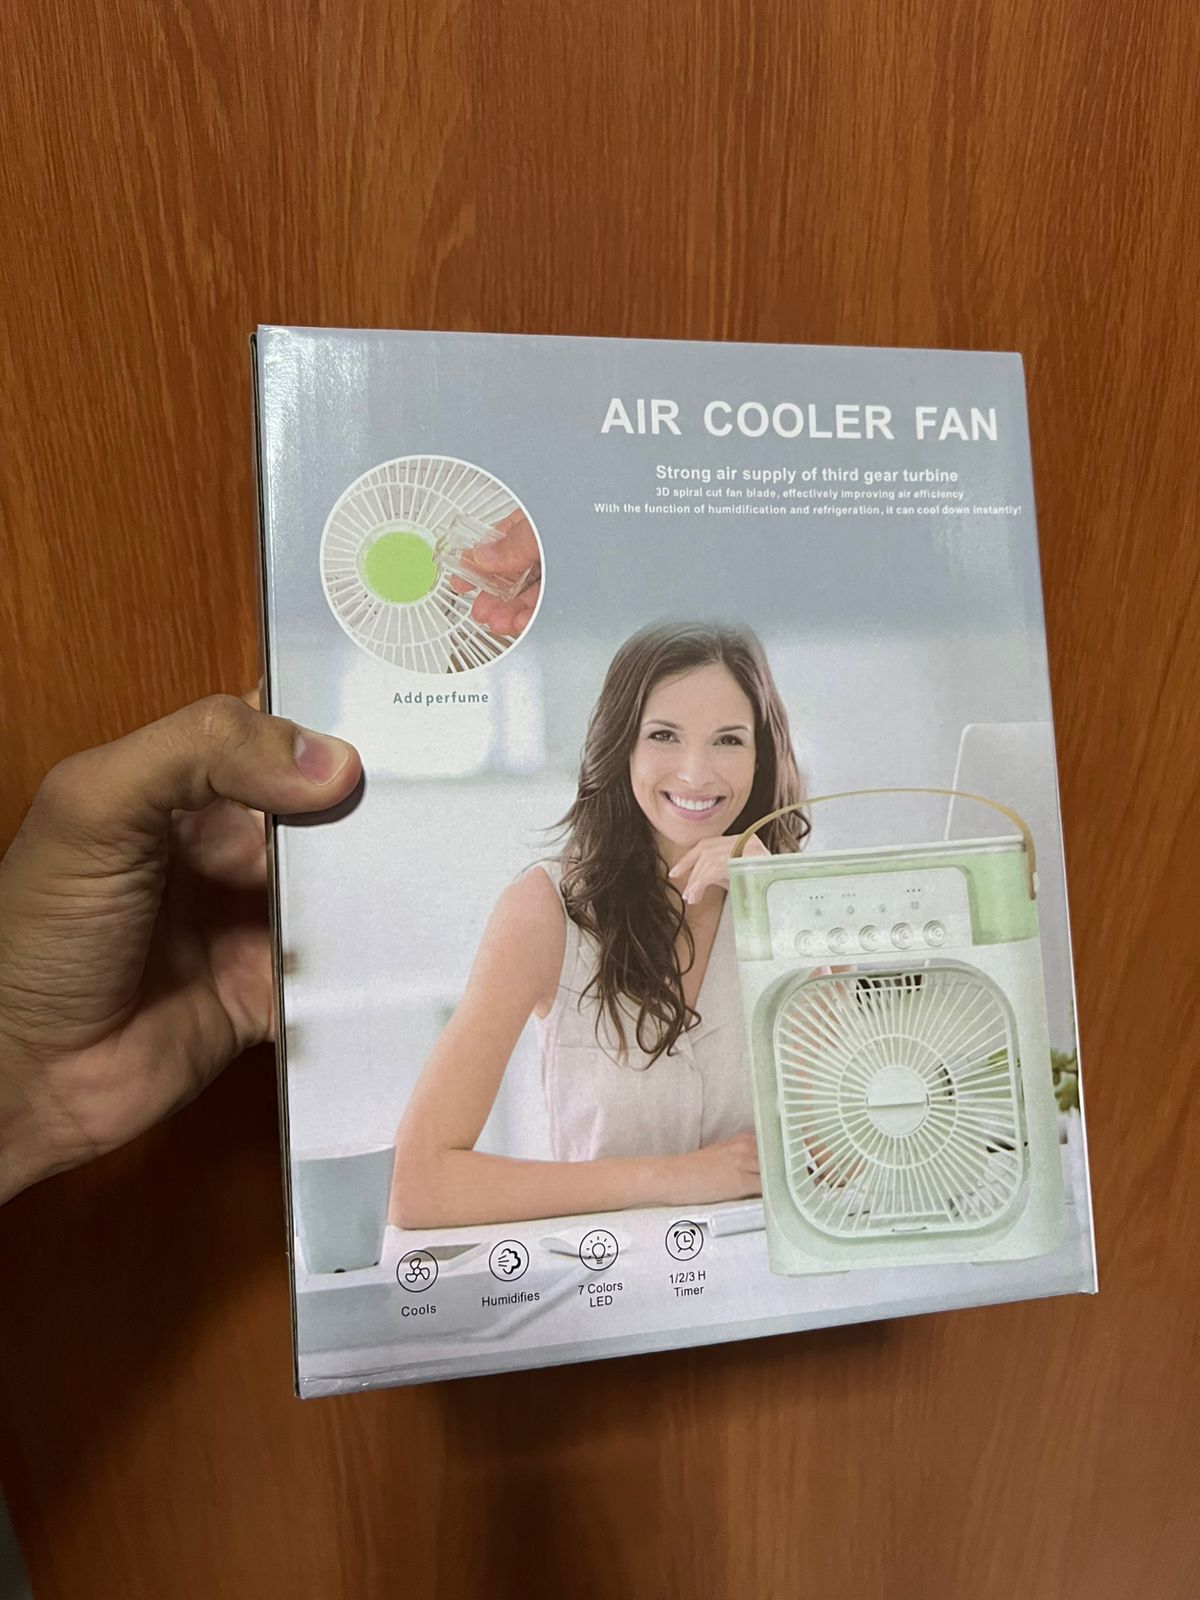 AIR COOLER FAN
Strong air supply of third gear turbine
3D spiral cut fan blade, effectively improving air efficiency
With the function of humidification and refrigeration, it can cool down instantly!
Add perfume
Cools
Humidifies
7 Colors
LED
1/2/3 H
Timer